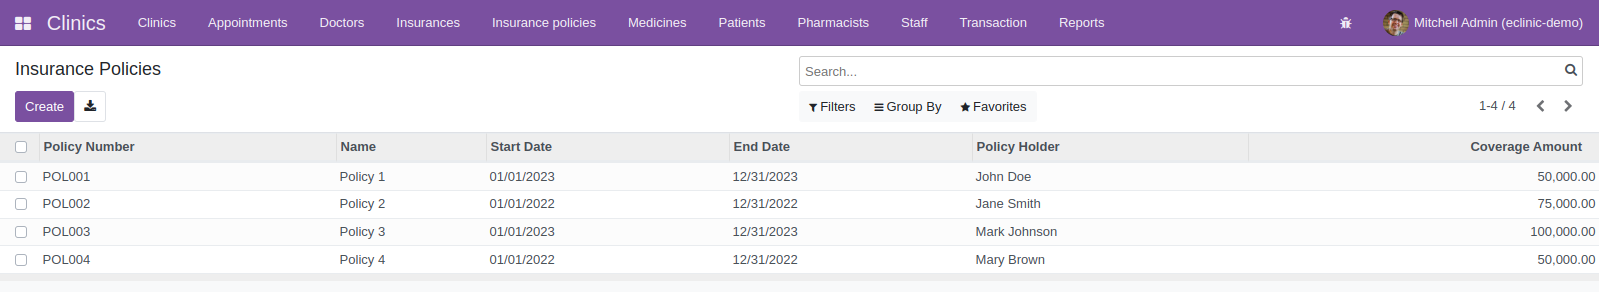 Clinics Clinics Appointments Doctors Insurances Insurance policies Medicines Patients Pharmacists Staff Transaction Reports Mitchell Admin (eclinic-demo)
Insurance Policies Search...
Create Filters Group By Favorites 1-4 / 4
Policy Number Name Start Date End Date Policy Holder Coverage Amount
POL001 Policy 1 01/01/2023 12/31/2023 John Doe 50,000.00
POL002 Policy 2 01/01/2022 12/31/2022 Jane Smith 75,000.00
POL003 Policy 3 01/01/2023 12/31/2023 Mark Johnson 100,000.00
POL004 Policy 4 01/01/2022 12/31/2022 Mary Brown 50,000.00